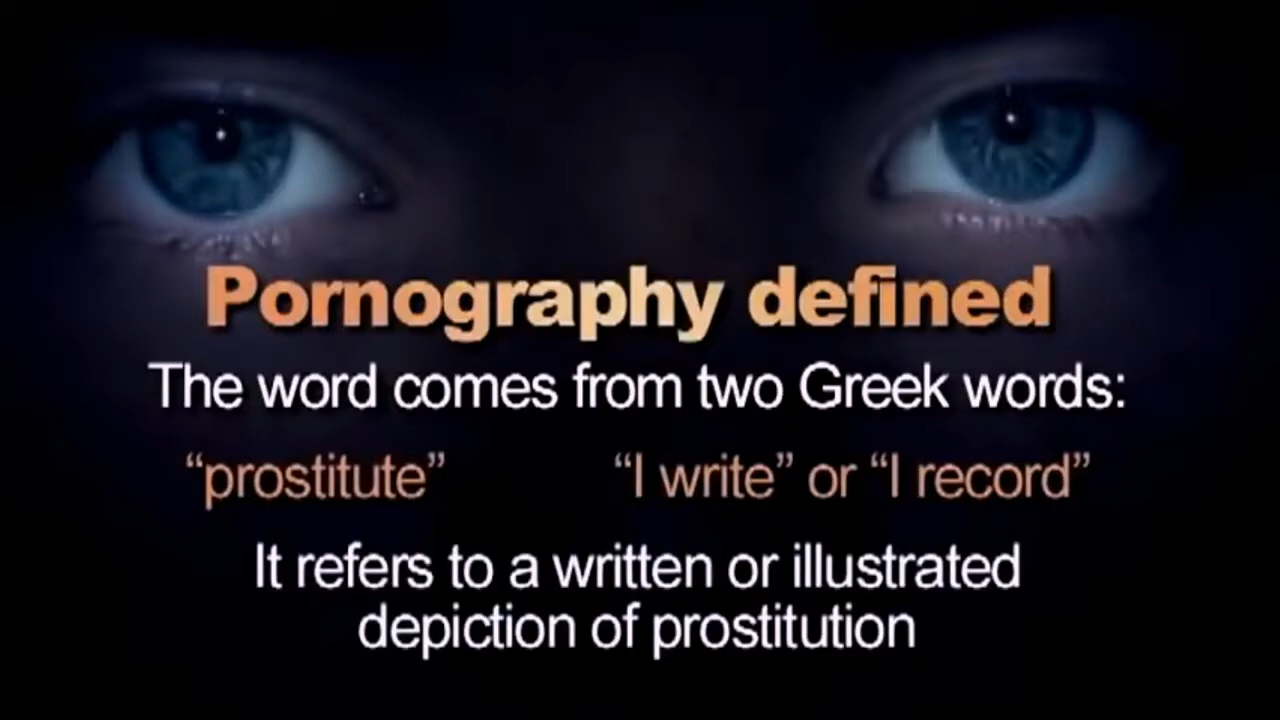 Pornography defined
The word comes from two Greek words:
“prostitute” “I write” or “I record”
It refers to a written or illustrated
depiction of prostitution